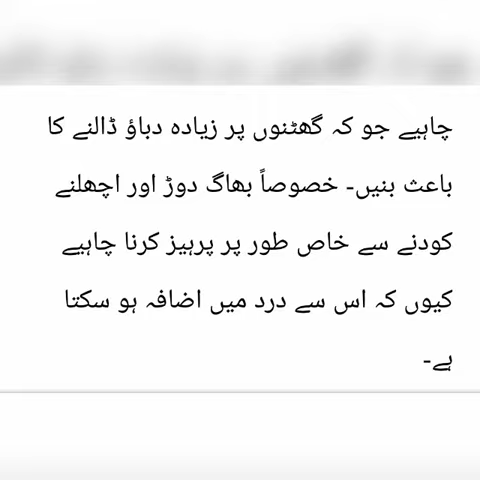 چاہیے جو کہ گھٹنوں پر زیادہ دباؤ ڈالنے کا
باعث بنیں۔ خصوصاً بھاگ دوڑ اور اچھلنے
کودنے سے خاص طور پر پرہیز کرنا چاہیے
کیوں کہ اس سے درد میں اضافہ ہو سکتا
ہے۔